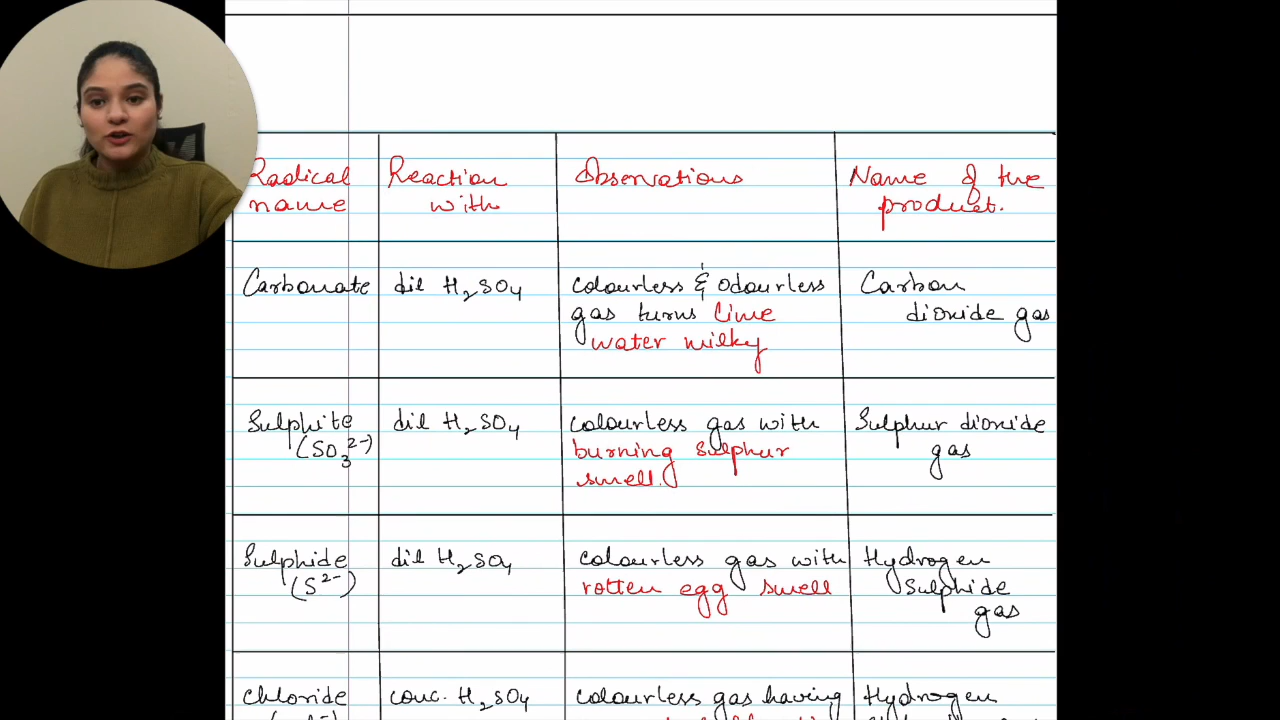 Radical Reaction Observations Name of the
name with product.
Carbonate dil H₂SO₄ colourless & odourless Carbon
gas turns lime dioxide gas
water milky
Sulphite dil H₂SO₄ colourless gas with Sulphur dioxide
(SO₃²⁻) burning sulphur gas
smell.
Sulphide dil H₂SO₄ colourless gas with Hydrogen
(S²⁻) rotten egg smell Sulphide
gas
Chloride conc. H₂SO₄ colourless gas having Hydrogen